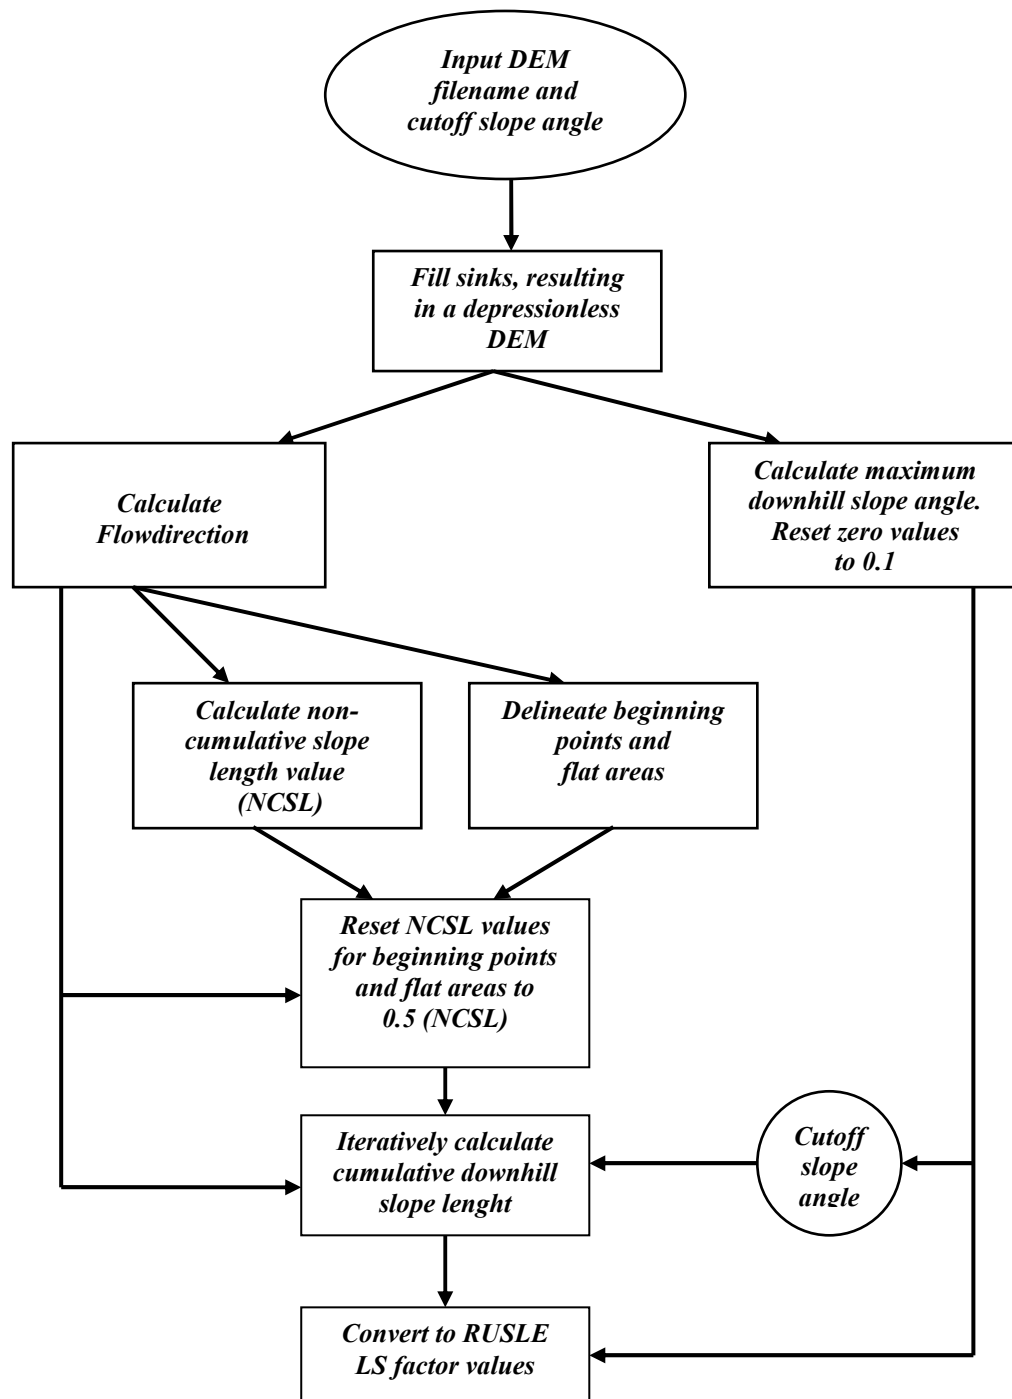 Input DEM
filename and
cutoff slope angle
Fill sinks, resulting
in a depressionless
DEM
Calculate
Flowdirection
Calculate maximum
downhill slope angle.
Reset zero values
to 0.1
Calculate non-
cumulative slope
length value
(NCSL)
Delineate beginning
points and
flat areas
Reset NCSL values
for beginning points
and flat areas to
0.5 (NCSL)
Iteratively calculate
cumulative downhill
slope lenght
Cutoff
slope
angle
Convert to RUSLE
LS factor values